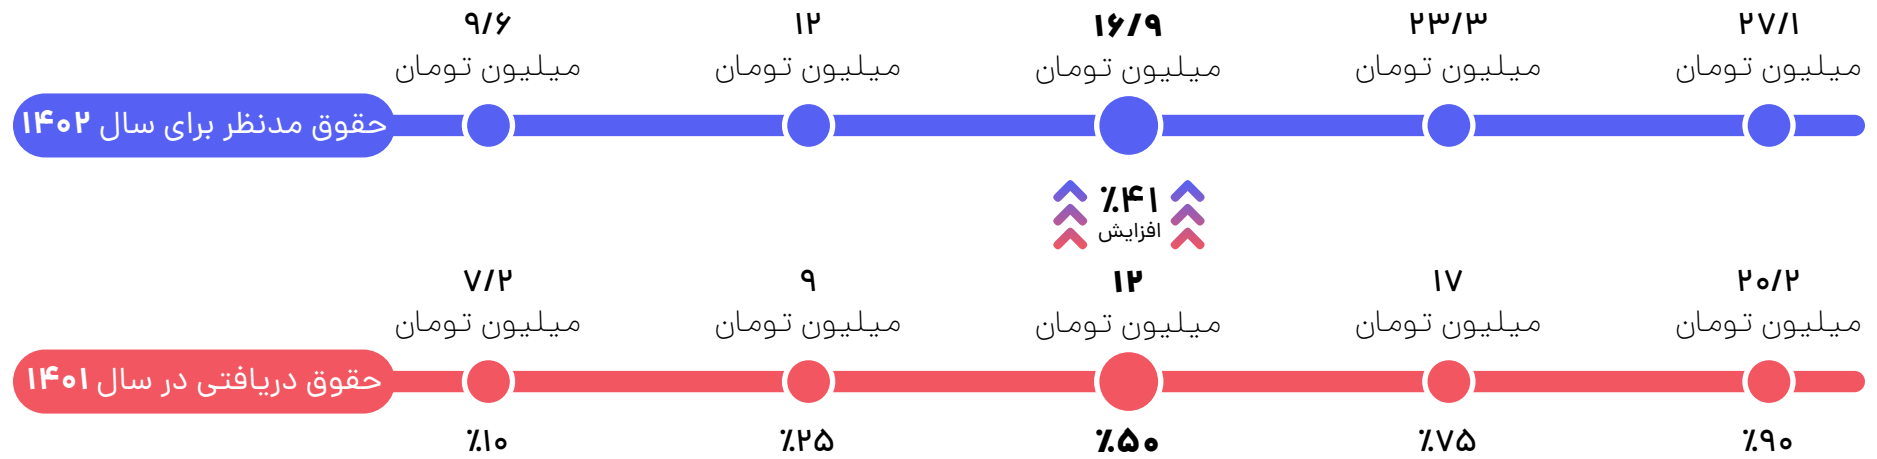 ۹/۶
میلیون تومان
۱۲
میلیون تومان
۱۶/۹
میلیون تومان
۲۳/۳
میلیون تومان
۲۷/۱
میلیون تومان
حقوق مدنظر برای سال ۱۴۰۲
٪۴۱
افزایش
۷/۲
میلیون تومان
۹
میلیون تومان
۱۲
میلیون تومان
۱۷
میلیون تومان
۲۰/۲
میلیون تومان
حقوق دریافتی در سال ۱۴۰۱
٪۱۰
٪۲۵
٪۵۰
٪۷۵
٪۹۰